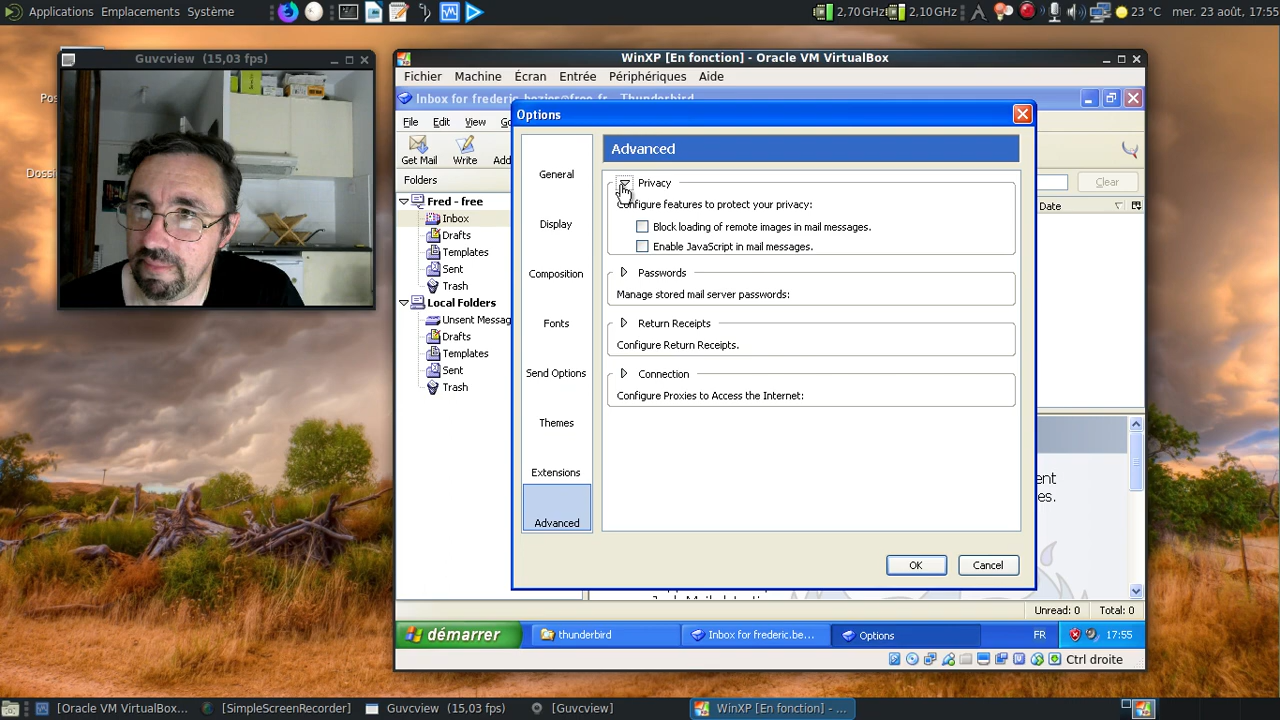 Applications Emplacements Système
2,70 GHz 2,10 GHz 23 °C mer. 23 août, 17:55
Guvcview (15,03 fps)
WinXP [En fonction] - Oracle VM VirtualBox
Fichier Machine Écran Entrée Périphériques Aide
Inbox for frederic.bezies@free.fr - Thunderbird
File Edit View
Get Mail Write
Clear
Folders
Date
Fred - free
Inbox
Drafts
Templates
Sent
Trash
Local Folders
Unsent Messag
Drafts
Templates
Sent
Trash
Options
General
Display
Composition
Fonts
Send Options
Themes
Extensions
Advanced
Advanced
Privacy
Configure features to protect your privacy:
Block loading of remote images in mail messages.
Enable JavaScript in mail messages.
Passwords
Manage stored mail server passwords:
Return Receipts
Configure Return Receipts.
Connection
Configure Proxies to Access the Internet:
OK Cancel
Unread: 0 Total: 0
démarrer thunderbird Inbox for frederic.be... Options FR 17:55
Ctrl droite
[Oracle VM VirtualBox... [SimpleScreenRecorder] Guvcview (15,03 fps) [Guvcview] WinXP [En fonction] - ...